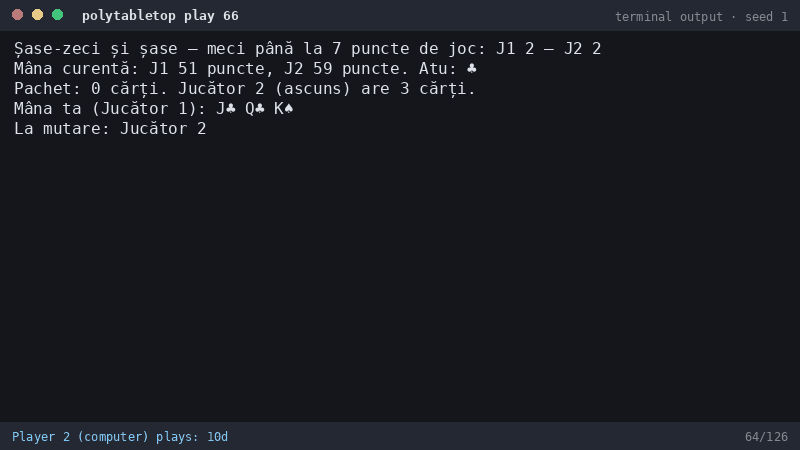 polytabletop play 66
terminal output · seed 1
Șase-zeci și șase — meci până la 7 puncte de joc: J1 2 — J2 2
Mâna curentă: J1 51 puncte, J2 59 puncte. Atu: ♣
Pachet: 0 cărți. Jucător 2 (ascuns) are 3 cărți.
Mâna ta (Jucător 1): J♣ Q♣ K♠
La mutare: Jucător 2
Player 2 (computer) plays: 10d
64/126